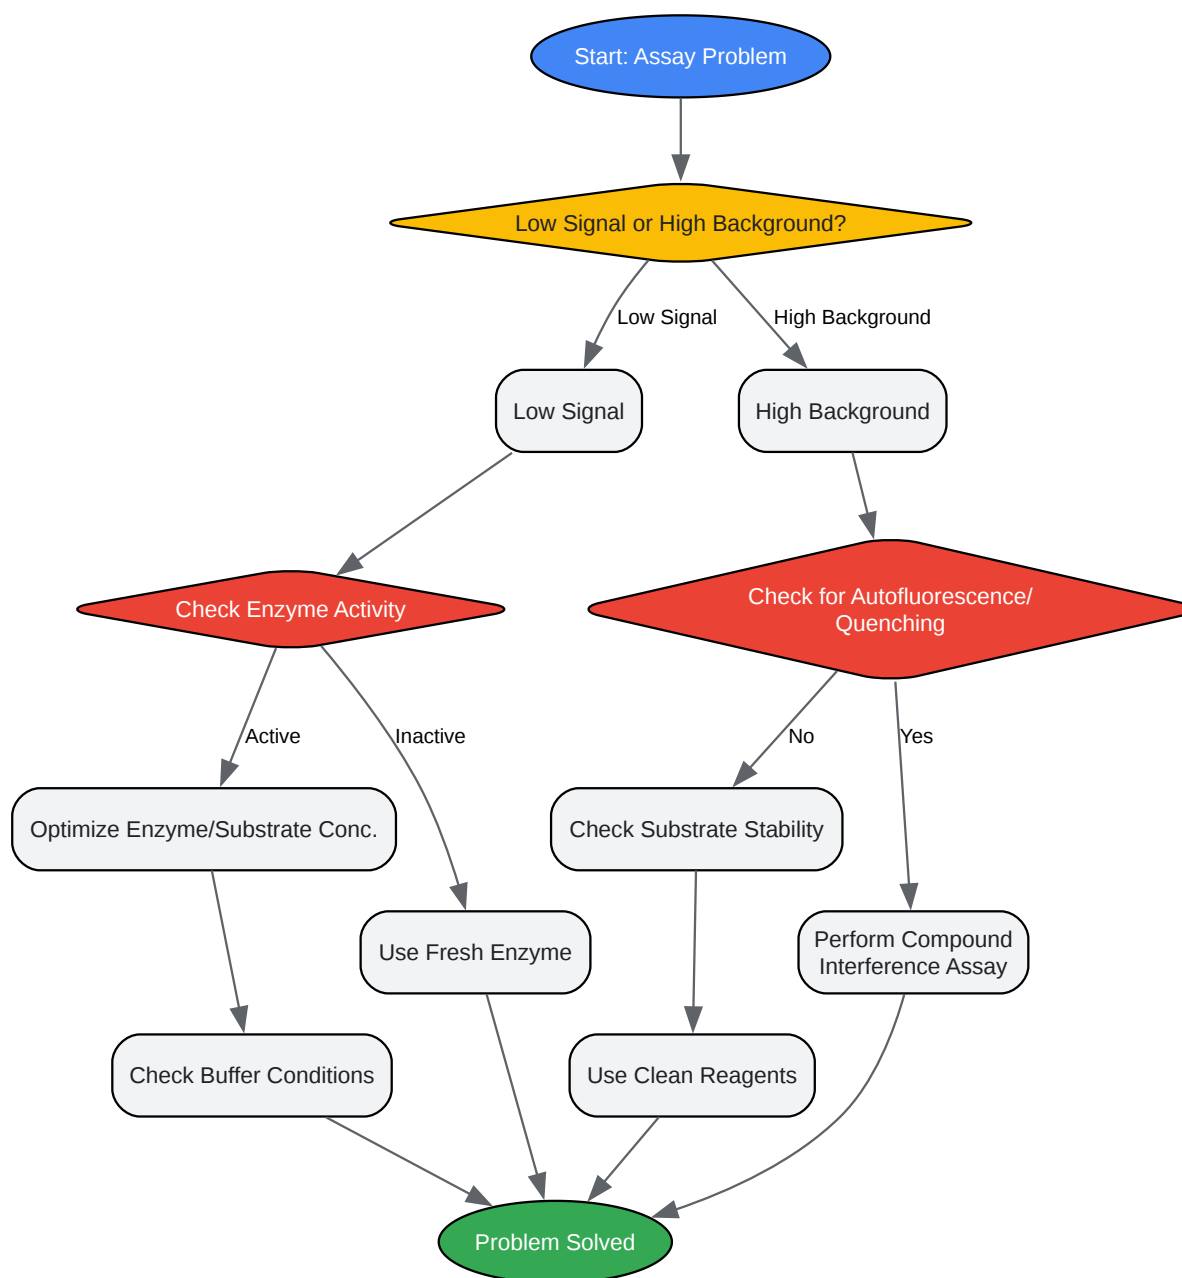 Start: Assay Problem
Low Signal or High Background?
Low Signal
High Background
Low Signal
High Background
Check Enzyme Activity
Check for Autofluorescence/
Quenching
Active
Inactive
No
Yes
Optimize Enzyme/Substrate Conc.
Check Substrate Stability
Use Fresh Enzyme
Perform Compound
Interference Assay
Check Buffer Conditions
Use Clean Reagents
Problem Solved